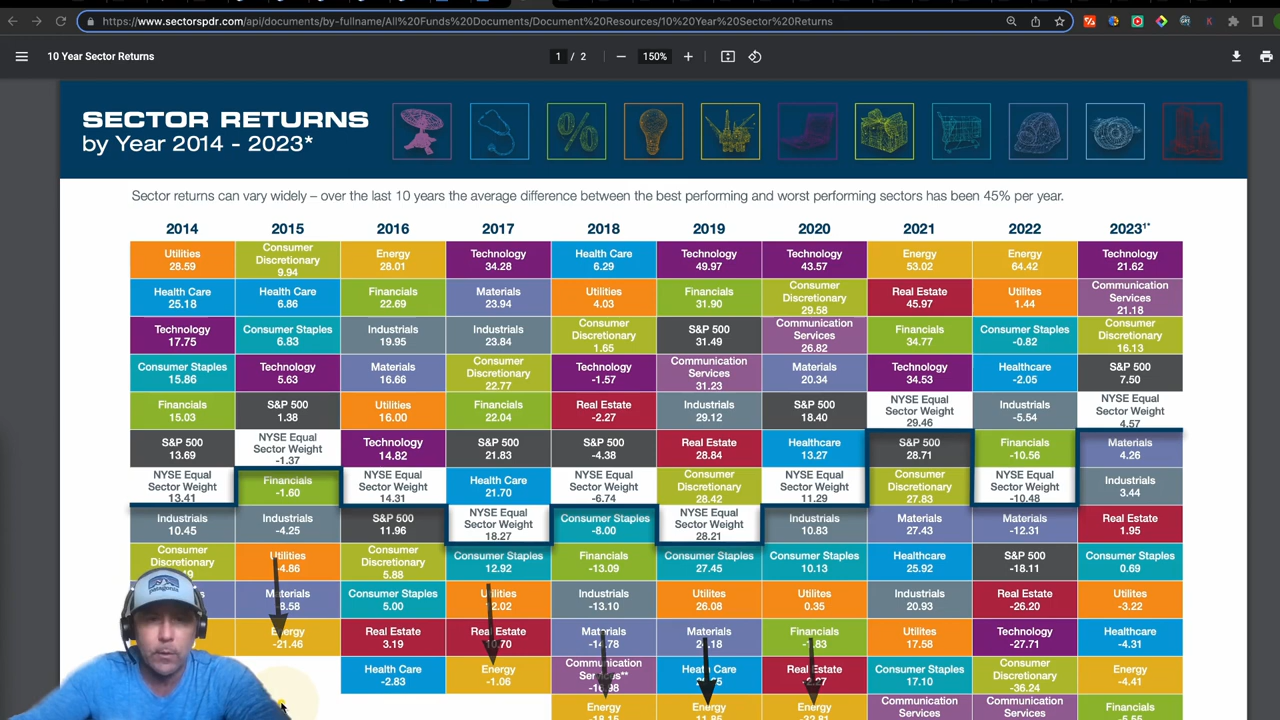 https://www.sectorspdr.com/api/documents/by-fullname/All%20Funds%20Documents/Document%20Resources/10%20Year%20Sector%20Returns
10 Year Sector Returns
1 / 2
150%
SECTOR RETURNS
by Year 2014 - 2023*
Sector returns can vary widely – over the last 10 years the average difference between the best performing and worst performing sectors has been 45% per year.
2014 2015 2016 2017 2018 2019 2020 2021 2022 2023¹*
Utilities 28.59
Consumer Discretionary 9.94
Energy 28.01
Technology 34.28
Health Care 6.29
Technology 49.97
Technology 43.57
Energy 53.02
Energy 64.42
Technology 21.62
Health Care 25.18
Health Care 6.86
Financials 22.69
Materials 23.94
Utilities 4.03
Financials 31.90
Consumer Discretionary 29.58
Real Estate 45.97
Utilites 1.44
Communication Services 21.18
Technology 17.75
Consumer Staples 6.83
Industrials 19.95
Industrials 23.84
Consumer Discretionary 1.65
S&P 500 31.49
Communication Services 26.82
Financials 34.77
Consumer Staples -0.82
Consumer Discretionary 16.13
Consumer Staples 15.86
Technology 5.63
Materials 16.66
Consumer Discretionary 22.77
Technology -1.57
Communication Services 31.23
Materials 20.34
Technology 34.53
Healthcare -2.05
S&P 500 7.50
Financials 15.03
S&P 500 1.38
Utilities 16.00
Financials 22.04
Real Estate -2.27
Industrials 29.12
S&P 500 18.40
NYSE Equal Sector Weight 29.46
Industrials -5.54
NYSE Equal Sector Weight 4.57
S&P 500 13.69
NYSE Equal Sector Weight -1.37
Technology 14.82
S&P 500 21.83
S&P 500 -4.38
Real Estate 28.84
Healthcare 13.27
S&P 500 28.71
Financials -10.56
Materials 4.26
NYSE Equal Sector Weight 13.41
Financials -1.60
NYSE Equal Sector Weight 14.31
Health Care 21.70
NYSE Equal Sector Weight -6.74
Consumer Discretionary 28.42
NYSE Equal Sector Weight 11.29
Consumer Discretionary 27.83
NYSE Equal Sector Weight -10.48
Industrials 3.44
Industrials 10.45
Industrials -4.25
S&P 500 11.96
NYSE Equal Sector Weight 18.27
Consumer Staples -8.00
NYSE Equal Sector Weight 28.21
Industrials 10.83
Materials 27.43
Materials -12.31
Real Estate 1.95
Consumer Discretionary
Utilities -4.86
Consumer Discretionary 5.88
Consumer Staples 12.92
Financials -13.09
Consumer Staples 27.45
Consumer Staples 10.13
Healthcare 25.92
S&P 500 -18.11
Consumer Staples 0.69
Materials
Consumer Staples 5.00
Utilities
Industrials -13.10
Utilites 26.08
Utilites 0.35
Industrials 20.93
Real Estate -26.20
Utilites -3.22
Energy -21.46
Real Estate 3.19
Real Estate
Materials
Materials
Financials
Utilites 17.58
Technology -27.71
Healthcare -4.31
Health Care -2.83
Energy -1.06
Communication Services**
Health Care
Real Estate
Consumer Staples 17.10
Consumer Discretionary -36.24
Energy -4.41
Energy
Energy
Energy
Communication Services
Communication Services
Financials
patagonia